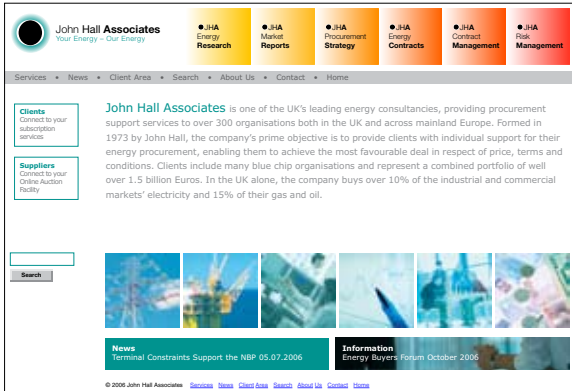 John Hall Associates
Your Energy – Our Energy
JHA
Energy
Research
JHA
Market
Reports
JHA
Procurement
Strategy
JHA
Energy
Contracts
JHA
Contract
Management
JHA
Risk
Management
Services • News • Client Area • Search • About Us • Contact • Home
Clients
Connect to your
subscription
services
Suppliers
Connect to your
Online Auction
Facility
John Hall Associates is one of the UK's leading energy consultancies, providing procurement
support services to over 300 organisations both in the UK and across mainland Europe. Formed in
1973 by John Hall, the company's prime objective is to provide clients with individual support for their
energy procurement, enabling them to achieve the most favourable deal in respect of price, terms and
conditions. Clients include many blue chip organisations and represent a combined portfolio of well
over 1.5 billion Euros. In the UK alone, the company buys over 10% of the industrial and commercial
markets' electricity and 15% of their gas and oil.
Search
News
Terminal Constraints Support the NBP 05.07.2006
Information
Energy Buyers Forum October 2006
© 2006 John Hall Associates Services News Client Area Search About Us Contact Home